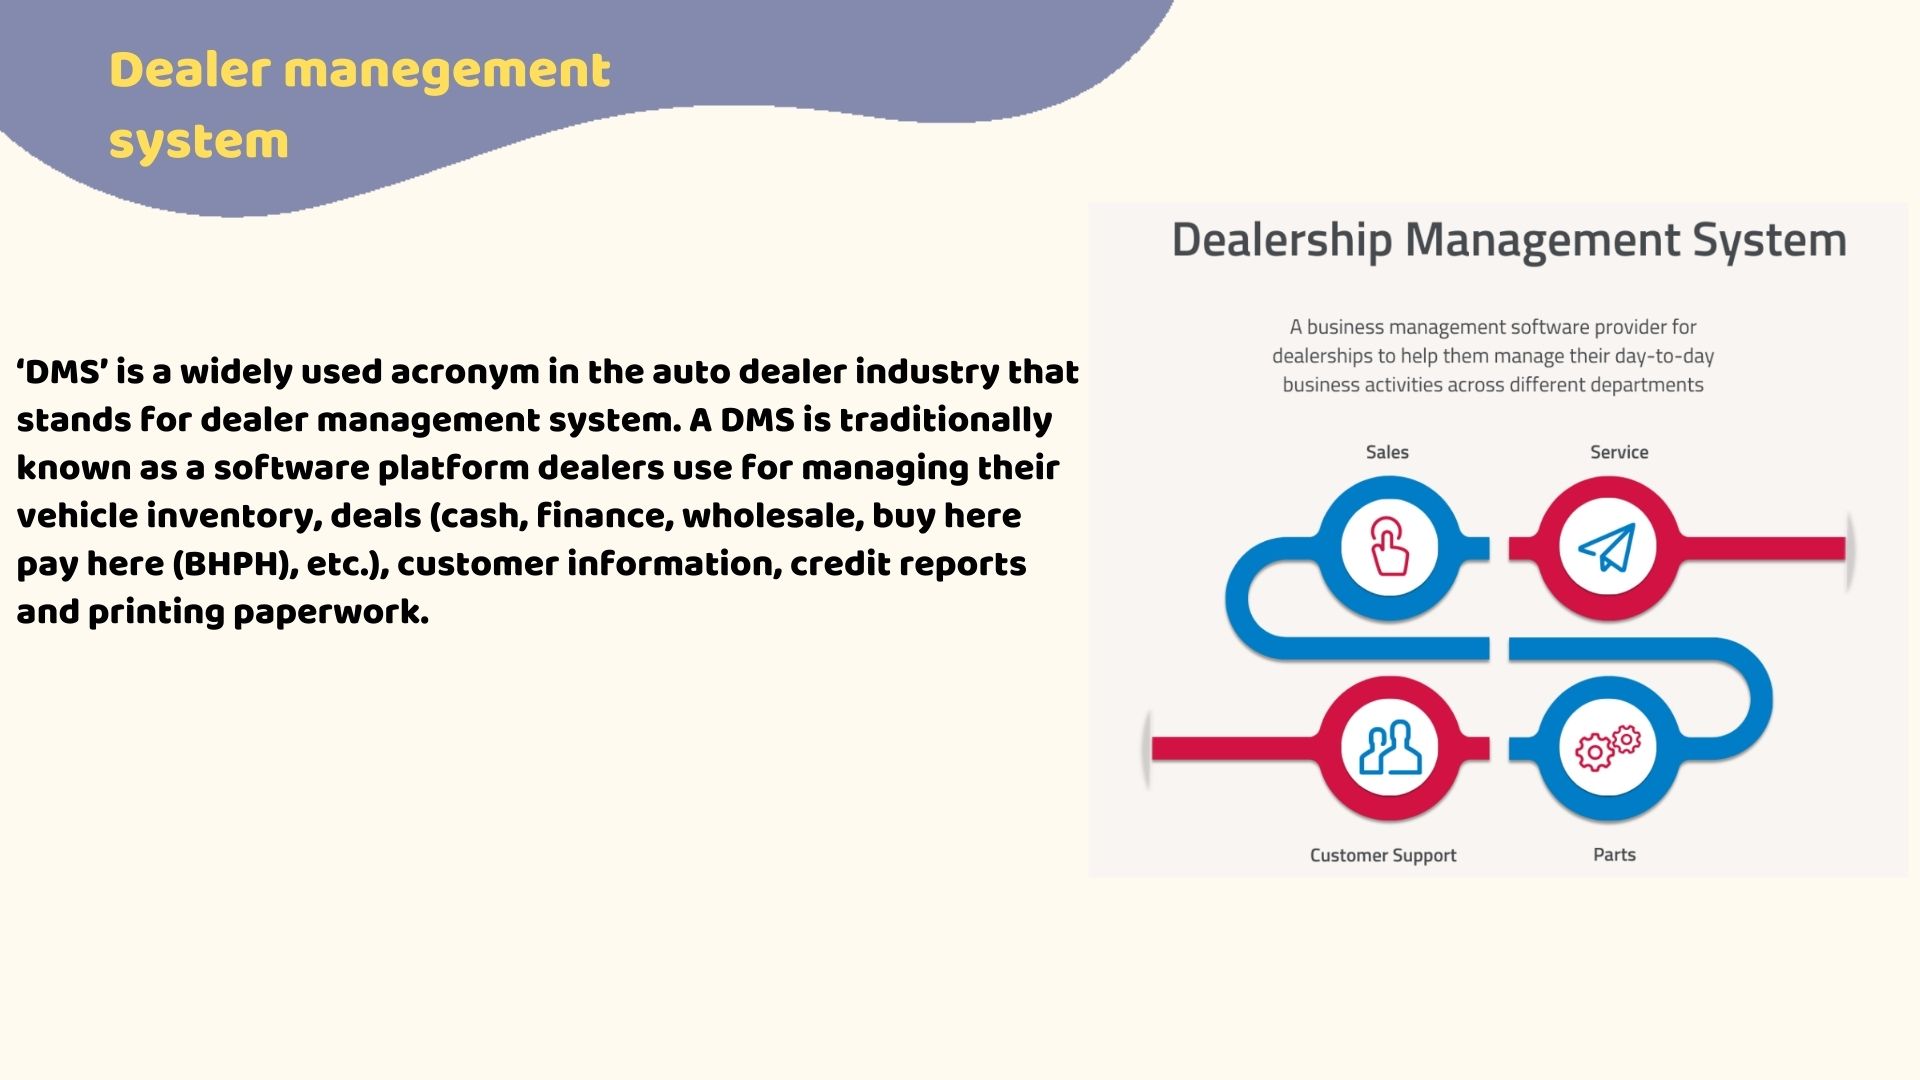 Dealer manegement
system
‘DMS’ is a widely used acronym in the auto dealer industry that
stands for dealer management system. A DMS is traditionally
known as a software platform dealers use for managing their
vehicle inventory, deals (cash, finance, wholesale, buy here
pay here (BHPH), etc.), customer information, credit reports
and printing paperwork.
Dealership Management System
A business management software provider for
dealerships to help them manage their day-to-day
business activities across different departments
Sales
Service
Customer Support
Parts